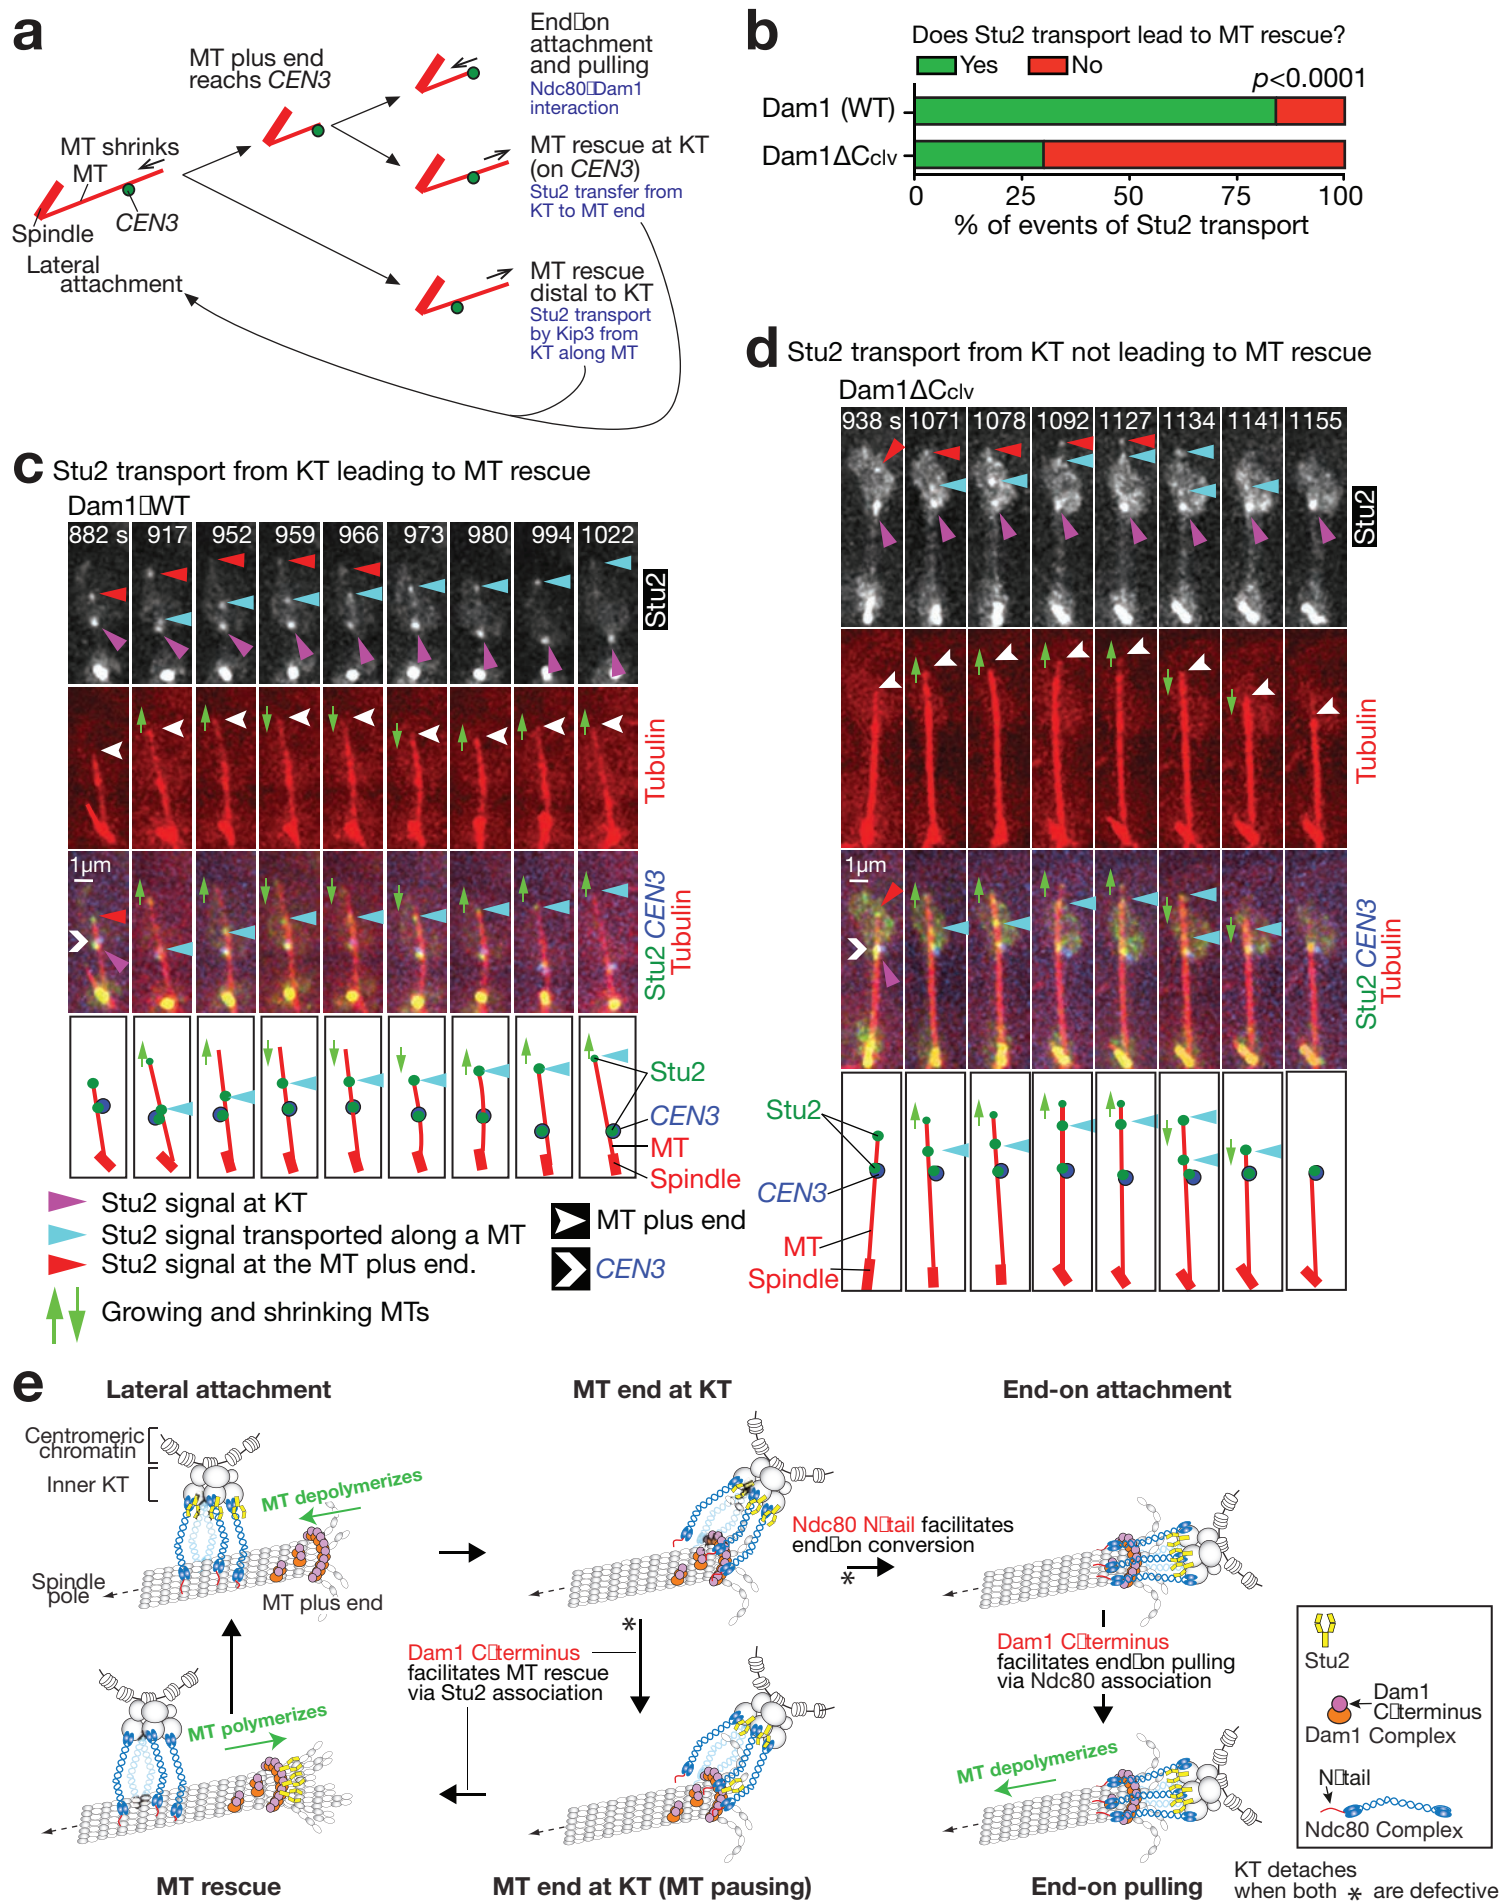 a
MT plus end
reachs CEN3
End▯on
attachment
and pulling
Ndc80▯Dam1
interaction
MT shrinks
MT
CEN3
Spindle
Lateral
attachment
MT rescue at KT
(on CEN3)
Stu2 transfer from
KT to MT end
MT rescue
distal to KT
Stu2 transport
by Kip3 from
KT along MT
b
Does Stu2 transport lead to MT rescue?
Yes No
p<0.0001
Dam1 (WT)
Dam1ΔCclv
0 25 50 75 100
% of events of Stu2 transport
c Stu2 transport from KT leading to MT rescue
Dam1▯WT
882 s 917 952 959 966 973 980 994 1022
Stu2
Tubulin
1µm
Stu2 CEN3
Tubulin
Stu2
CEN3
MT
Spindle
Stu2 signal at KT
Stu2 signal transported along a MT
Stu2 signal at the MT plus end.
Growing and shrinking MTs
MT plus end
CEN3
d Stu2 transport from KT not leading to MT rescue
Dam1ΔCclv
938 s 1071 1078 1092 1127 1134 1141 1155
Stu2
Tubulin
1µm
Stu2 CEN3
Tubulin
Stu2
CEN3
MT
Spindle
e
Lateral attachment
Centromeric
chromatin
Inner KT
MT depolymerizes
Spindle
pole
MT plus end
MT end at KT
Ndc80 N▯tail facilitates
end▯on conversion
*
End-on attachment
*
Dam1 C▯terminus
facilitates MT rescue
via Stu2 association
Dam1 C▯terminus
facilitates end▯on pulling
via Ndc80 association
MT polymerizes
MT depolymerizes
MT rescue
MT end at KT (MT pausing)
End-on pulling
Stu2
Dam1
C▯terminus
Dam1 Complex
N▯tail
Ndc80 Complex
KT detaches
when both * are defective